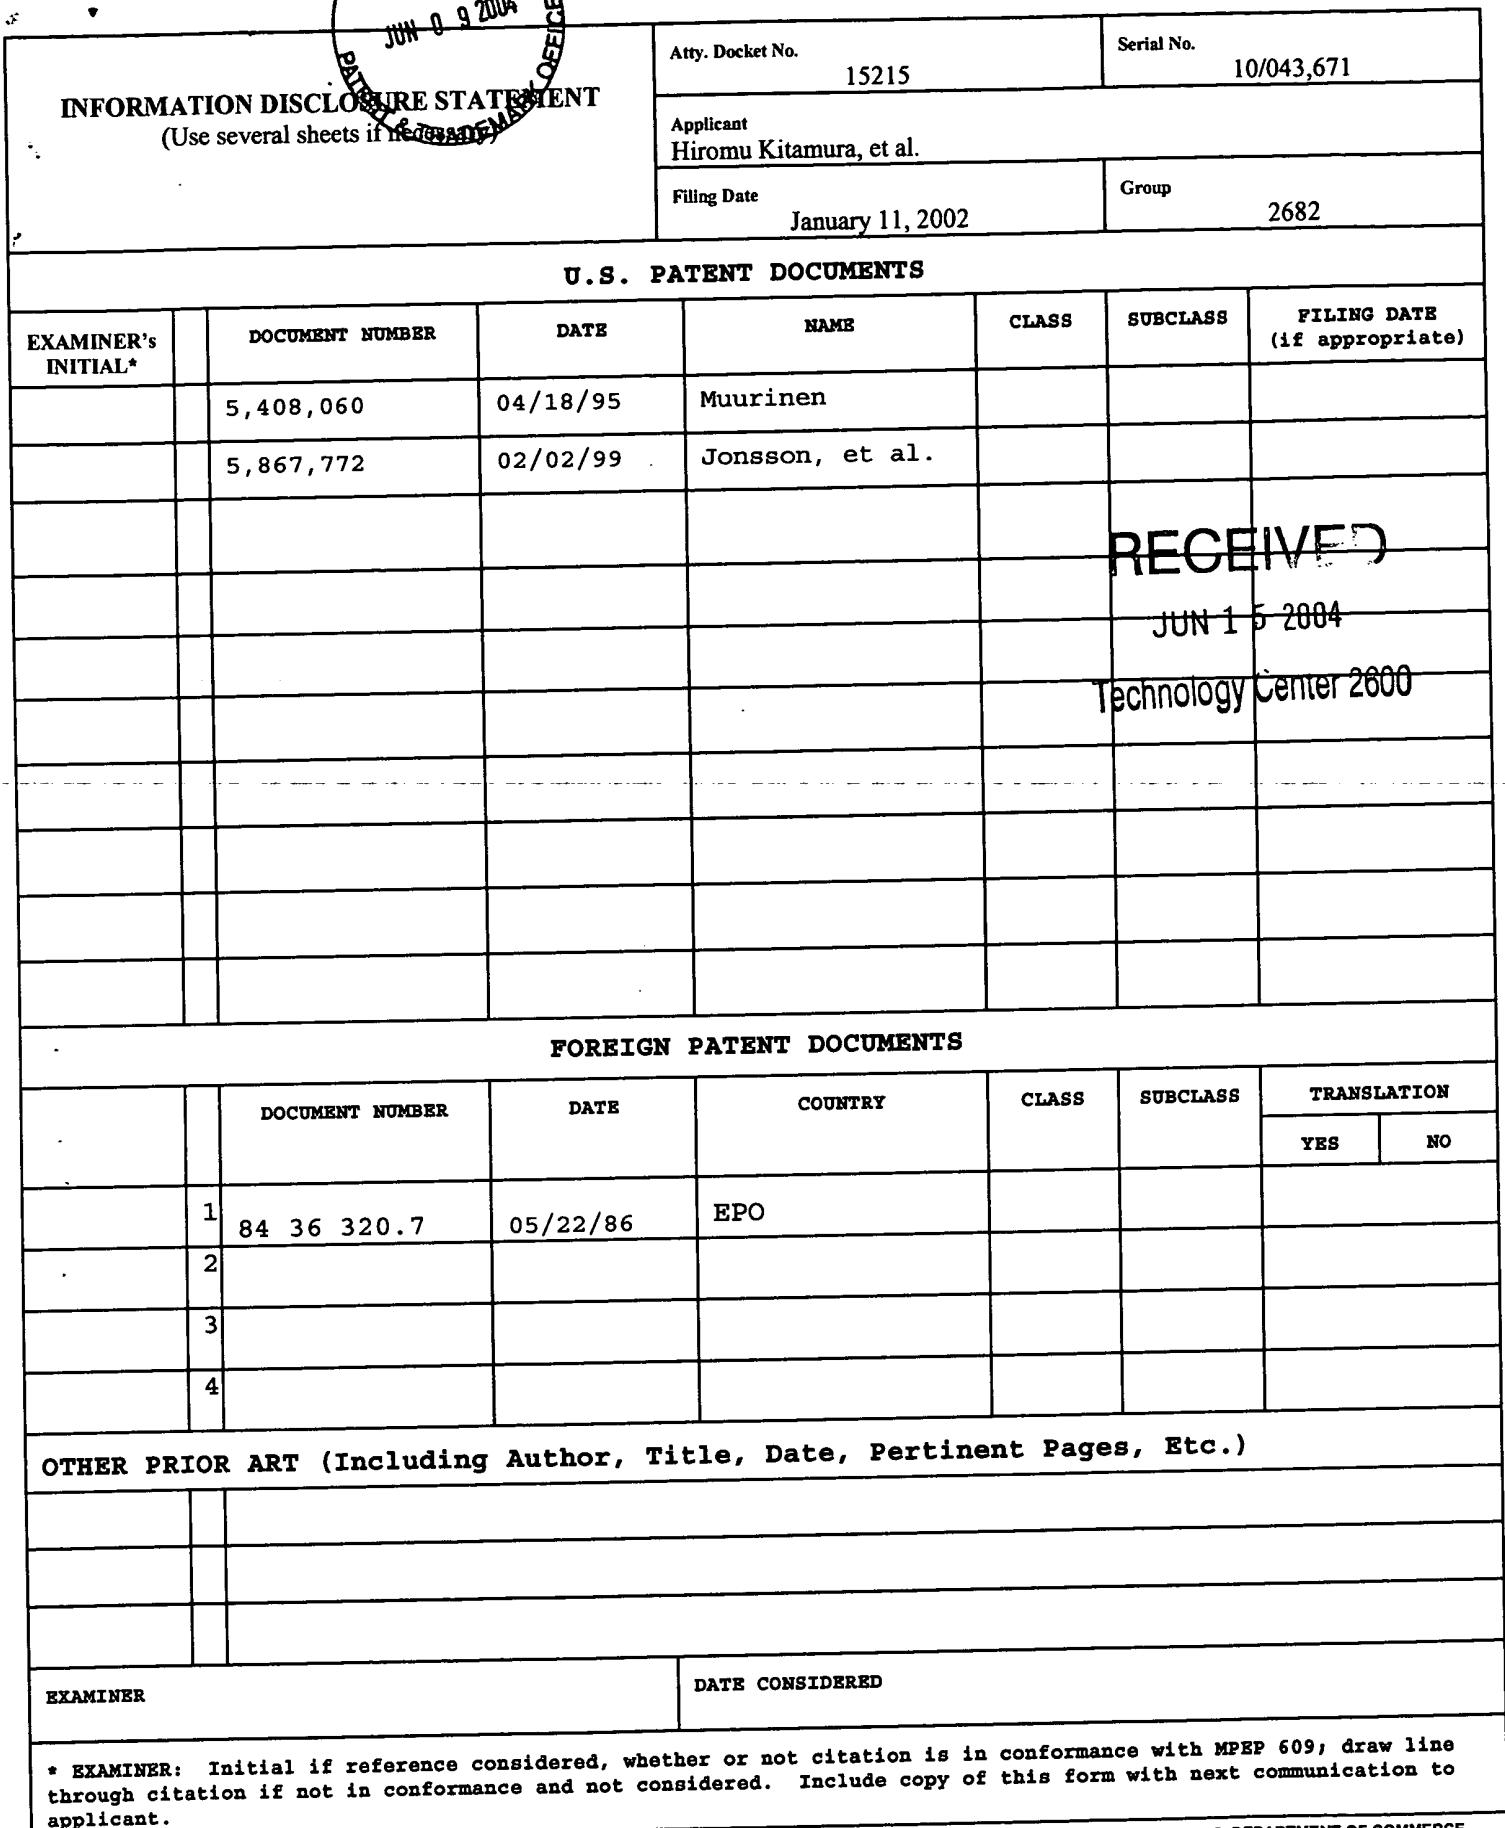 JUN 0 9 2004
PATENT & TRADEMARK OFFICE
INFORMATION DISCLOSURE STATEMENT
(Use several sheets if necessary)
Atty. Docket No.
15215
Serial No.
10/043,671
Applicant
Hiromu Kitamura, et al.
Filing Date
January 11, 2002
Group
2682
U.S. PATENT DOCUMENTS
EXAMINER's
INITIAL*
DOCUMENT NUMBER
DATE
NAME
CLASS
SUBCLASS
FILING DATE
(if appropriate)
5,408,060 04/18/95 Muurinen
5,867,772 02/02/99 Jonsson, et al.
RECEIVED
JUN 1 5 2004
Technology Center 2600
FOREIGN PATENT DOCUMENTS
DOCUMENT NUMBER DATE COUNTRY CLASS SUBCLASS TRANSLATION
YES NO
1 84 36 320.7 05/22/86 EPO
2
3
4
OTHER PRIOR ART (Including Author, Title, Date, Pertinent Pages, Etc.)
EXAMINER
DATE CONSIDERED
* EXAMINER: Initial if reference considered, whether or not citation is in conformance with MPEP 609; draw line
through citation if not in conformance and not considered. Include copy of this form with next communication to
applicant.
DEPARTMENT OF COMMERCE